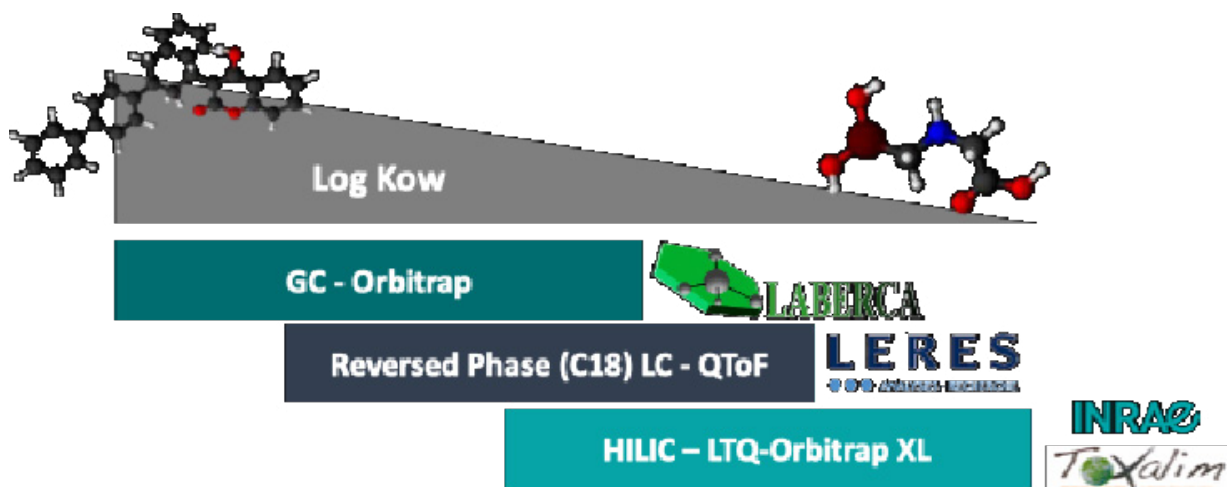 Log Kow
GC - Orbitrap
LABERCA
Reversed Phase (C18) LC - QToF
LERES
HILIC – LTQ-Orbitrap XL
INRAE
Toxalim